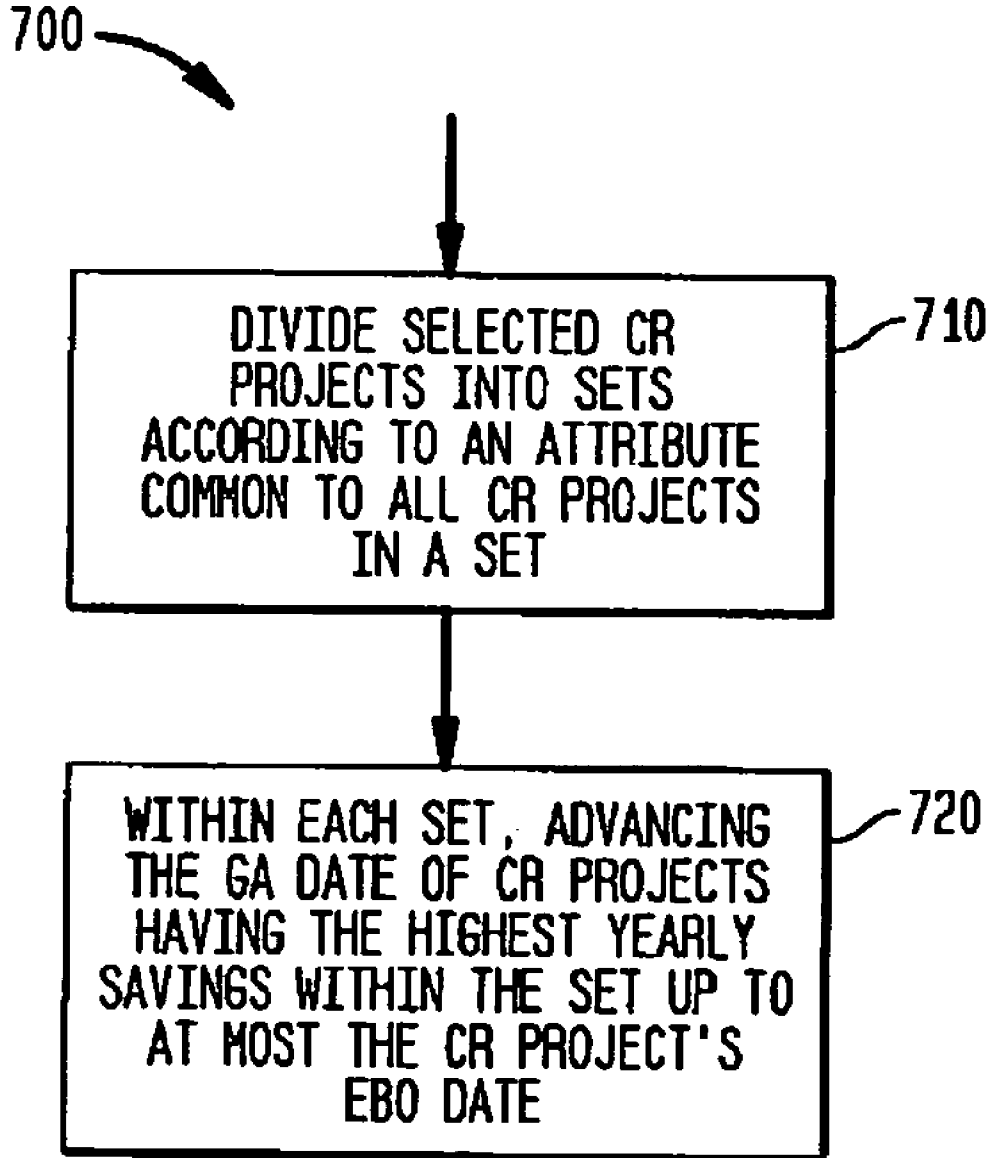 700
DIVIDE SELECTED CR
PROJECTS INTO SETS
ACCORDING TO AN ATTRIBUTE
COMMON TO ALL CR PROJECTS
IN A SET
710
WITHIN EACH SET, ADVANCING
THE GA DATE OF CR PROJECTS
HAVING THE HIGHEST YEARLY
SAVINGS WITHIN THE SET UP TO
AT MOST THE CR PROJECT'S
EBO DATE
720